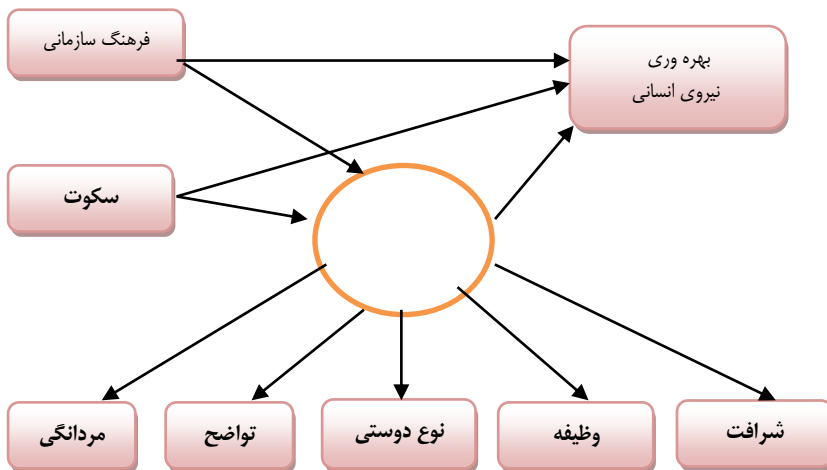 فرهنگ سازمانی
بهره وری
نیروی انسانی
سکوت
شرافت
وظیفه
نوع دوستی
تواضح
مردانگی